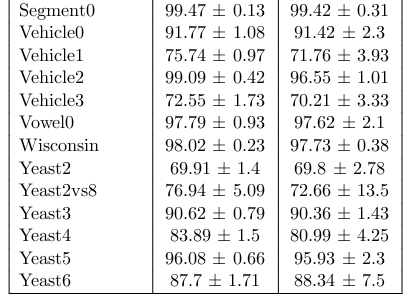 Segment0 99.47 ± 0.13 99.42 ± 0.31
Vehicle0 91.77 ± 1.08 91.42 ± 2.3
Vehicle1 75.74 ± 0.97 71.76 ± 3.93
Vehicle2 99.09 ± 0.42 96.55 ± 1.01
Vehicle3 72.55 ± 1.73 70.21 ± 3.33
Vowel0 97.79 ± 0.93 97.62 ± 2.1
Wisconsin 98.02 ± 0.23 97.73 ± 0.38
Yeast2 69.91 ± 1.4 69.8 ± 2.78
Yeast2vs8 76.94 ± 5.09 72.66 ± 13.5
Yeast3 90.62 ± 0.79 90.36 ± 1.43
Yeast4 83.89 ± 1.5 80.99 ± 4.25
Yeast5 96.08 ± 0.66 95.93 ± 2.3
Yeast6 87.7 ± 1.71 88.34 ± 7.5